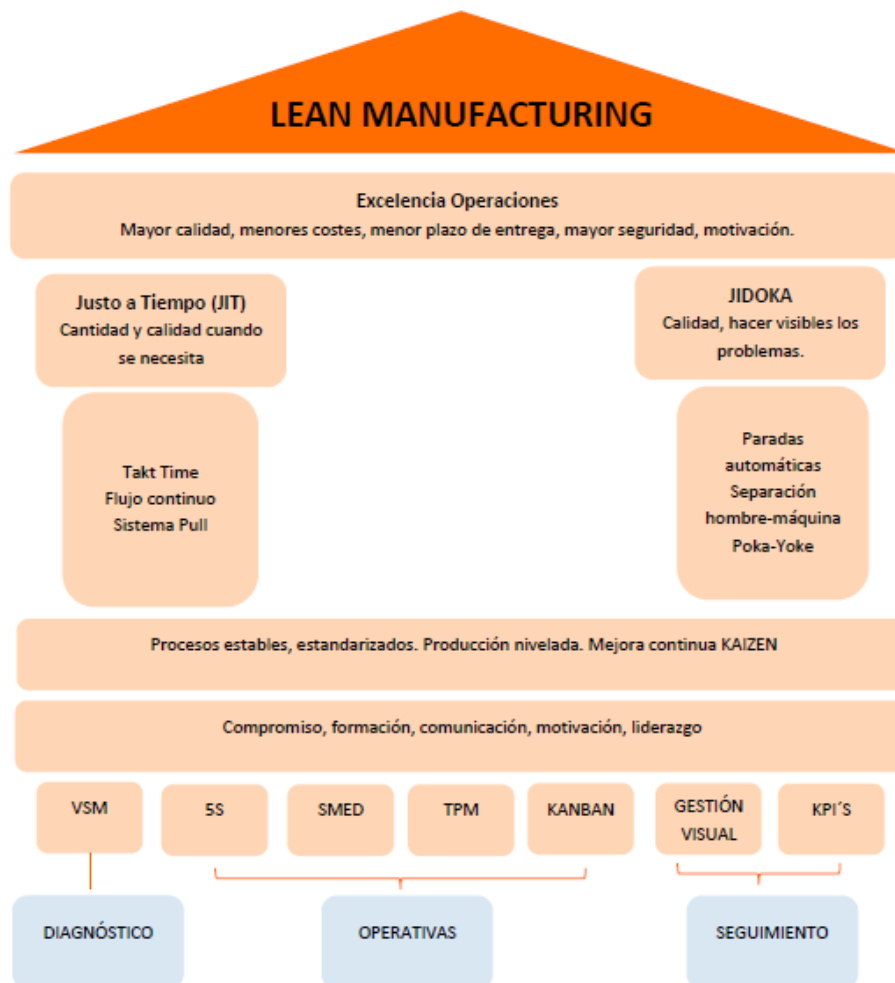 LEAN MANUFACTURING
Excelencia Operaciones
Mayor calidad, menores costes, menor plazo de entrega, mayor seguridad, motivación.
Justo a Tiempo (JIT)
Cantidad y calidad cuando
se necesita
JIDOKA
Calidad, hacer visibles los
problemas.
Takt Time
Flujo continuo
Sistema Pull
Paradas
automáticas
Separación
hombre-máquina
Poka-Yoke
Procesos estables, estandarizados. Producción nivelada. Mejora continua KAIZEN
Compromiso, formación, comunicación, motivación, liderazgo
VSM
5S
SMED
TPM
KANBAN
GESTIÓN
VISUAL
KPI´S
DIAGNÓSTICO
OPERATIVAS
SEGUIMIENTO